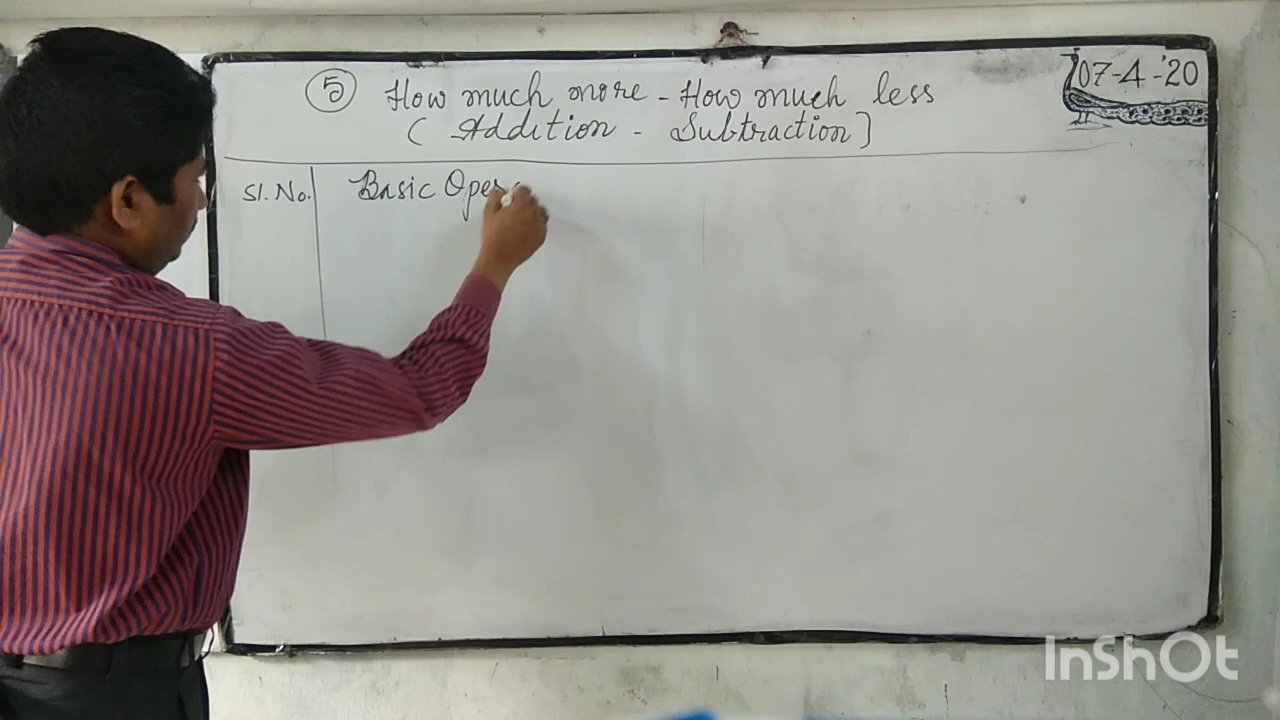 ⑤ How much more - How much less
07-4-'20
( Addition - Subtraction )
Sl. No. Basic Oper
InShOt